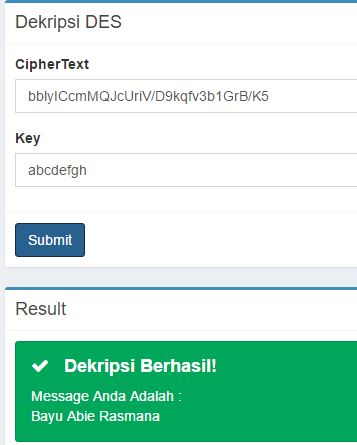 Dekripsi DES
CipherText
bblyICcmMQJcUriV/D9kqfv3b1GrB/K5
Key
abcdefgh
Submit
Result
Dekripsi Berhasil!
Message Anda Adalah :
Bayu Abie Rasmana